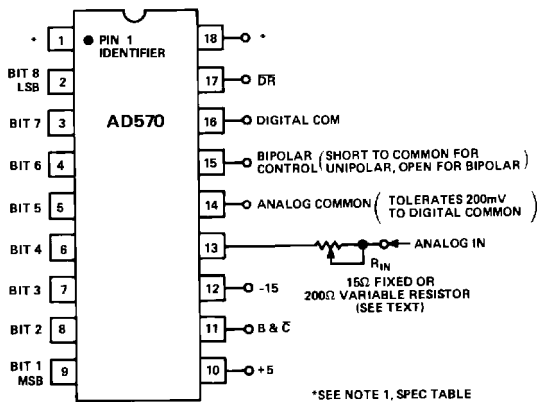 * 1
● PIN 1
IDENTIFIER
18 *
BIT 8
LSB
2
17 D̅R̅
AD570
BIT 7 3
16 DIGITAL COM
BIT 6 4
15 BIPOLAR
CONTROL
(SHORT TO COMMON FOR
UNIPOLAR, OPEN FOR BIPOLAR)
BIT 5 5
14 ANALOG COMMON
(TOLERATES 200mV
TO DIGITAL COMMON)
BIT 4 6
13
ANALOG IN
RIN
15Ω FIXED OR
200Ω VARIABLE RESISTOR
(SEE TEXT)
BIT 3 7
12 -15
BIT 2 8
11 B & C̅
BIT 1
MSB
9
10 +5
*SEE NOTE 1, SPEC TABLE